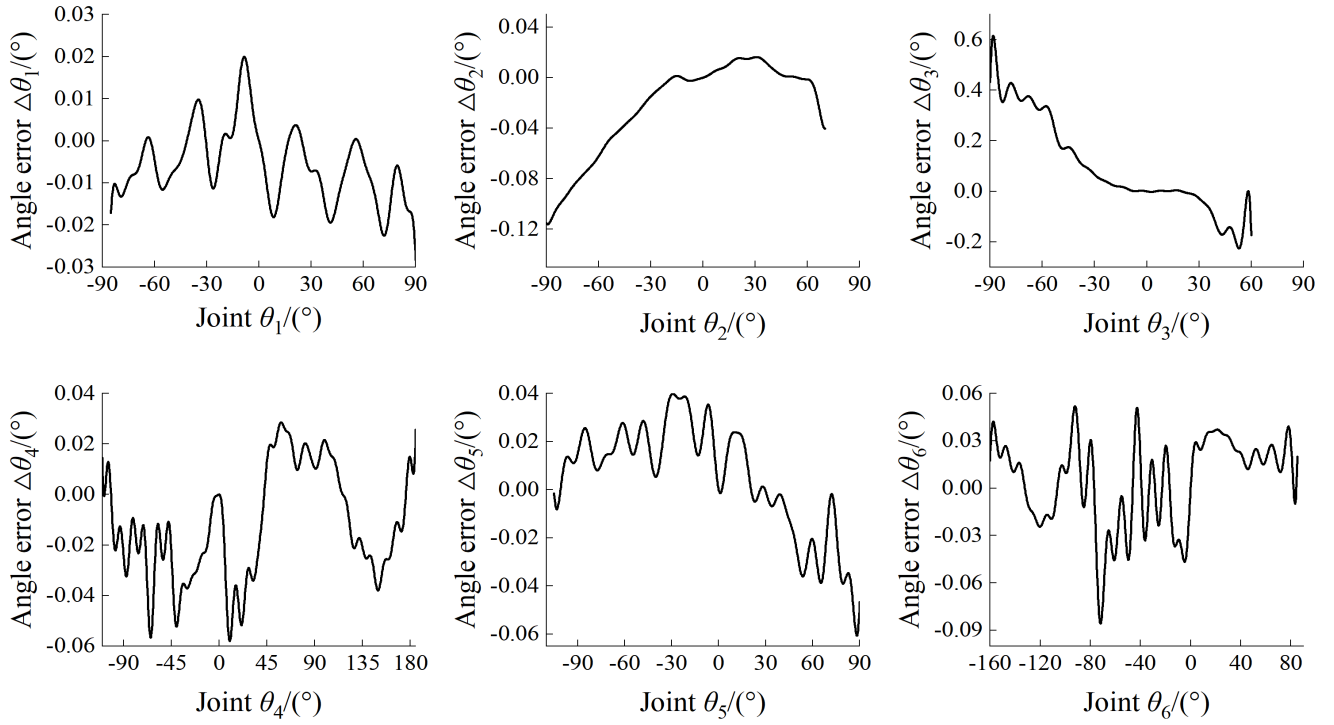 Angle error △θ1/(°)
0.03
0.02
0.01
0.00
-0.01
-0.02
-0.03
-90 -60 -30 0 30 60 90
Joint θ1/(°)
Angle error △θ2/(°)
0.04
0.00
-0.04
-0.08
-0.12
-90 -60 -30 0 30 60 90
Joint θ2/(°)
Angle error △θ3/(°)
0.6
0.4
0.2
0.0
-0.2
-90 -60 -30 0 30 60 90
Joint θ3/(°)
Angle error △θ4/(°)
0.04
0.02
0.00
-0.02
-0.04
-0.06
-90 -45 0 45 90 135 180
Joint θ4/(°)
Angle error △θ5/(°)
0.04
0.02
0.00
-0.02
-0.04
-0.06
-90 -60 -30 0 30 60 90
Joint θ5/(°)
Angle error △θ6/(°)
0.06
0.03
0.00
-0.03
-0.06
-0.09
-160 -120 -80 -40 0 40 80
Joint θ6/(°)